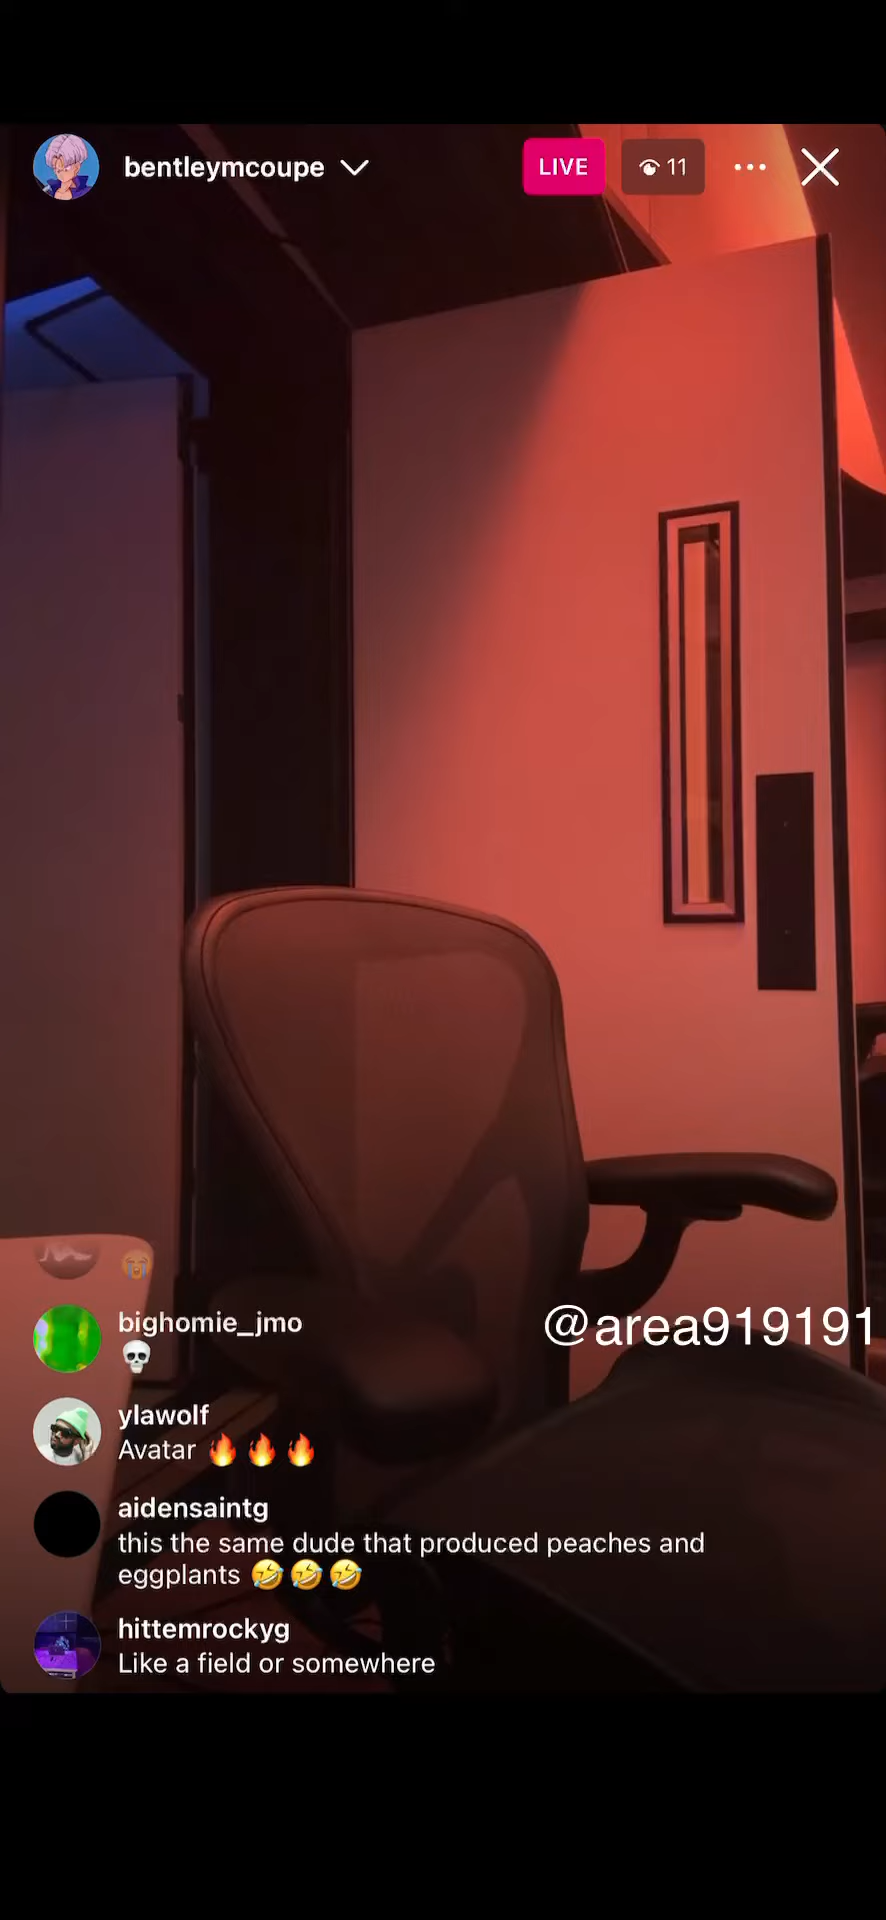 bentleymcoupe
LIVE
11
😭
bighomie_jmo
💀
@area919191
ylawolf
Avatar 🔥🔥🔥
aidensaintg
this the same dude that produced peaches and
eggplants 🤣🤣🤣
hittemrockyg
Like a field or somewhere